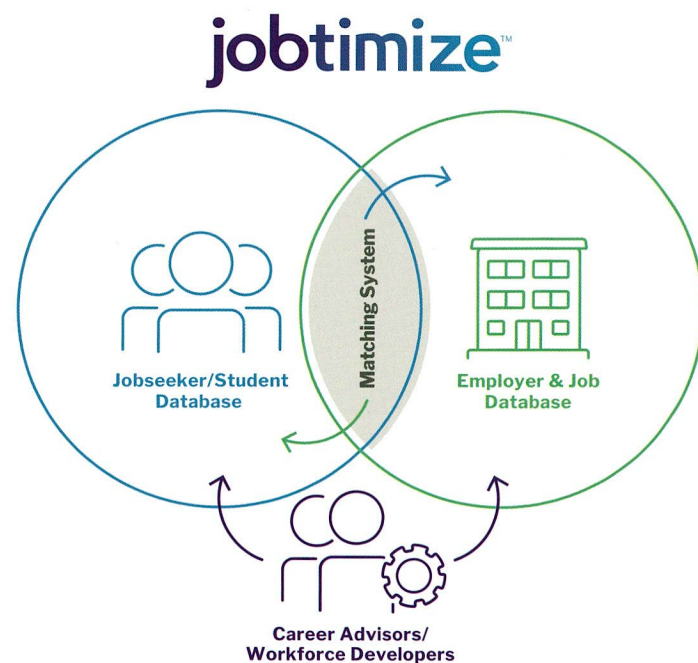 jobtimize™
Matching System
Jobseeker/Student
Database
Employer & Job
Database
Career Advisors/
Workforce Developers